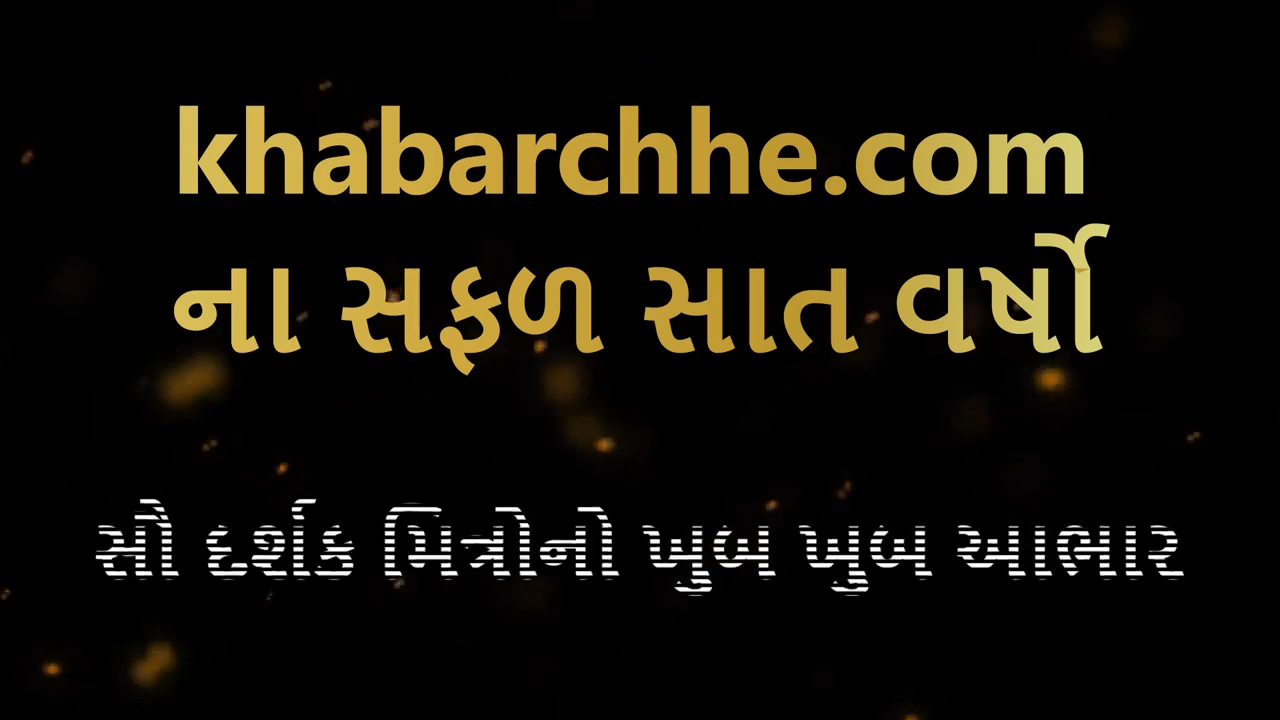 khabarchhe.com
ના સફળ સાત વર્ષો
સૌ દર્શક મિત્રોનો ખુબ ખુબ આભાર